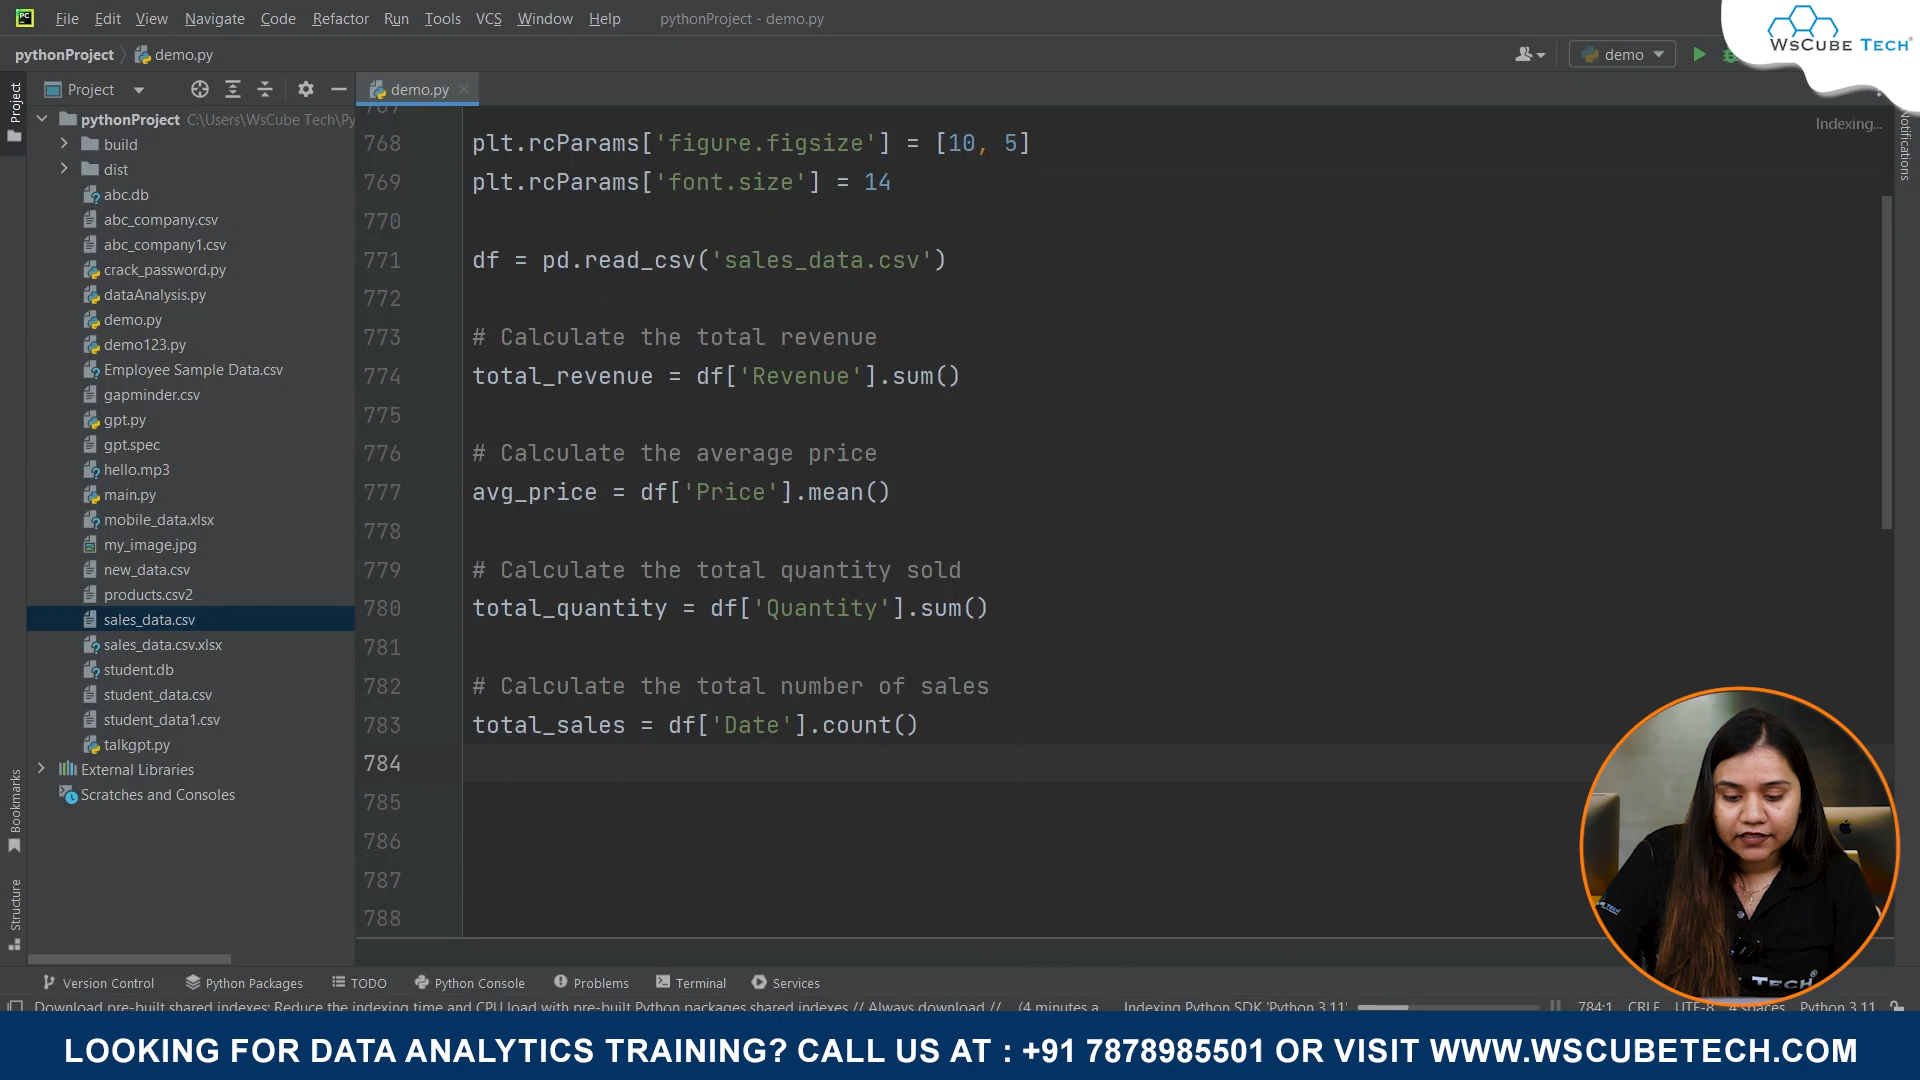 File Edit View Navigate Code Refactor Run Tools VCS Window Help pythonProject - demo.py
WsCube Tech
pythonProject demo.py demo
Project demo.py
Project
pythonProject C:\Users\WsCube Tech\Py
build
dist
abc.db
abc_company.csv
abc_company1.csv
crack_password.py
dataAnalysis.py
demo.py
demo123.py
Employee Sample Data.csv
gapminder.csv
gpt.py
gpt.spec
hello.mp3
main.py
mobile_data.xlsx
my_image.jpg
new_data.csv
products.csv2
sales_data.csv
sales_data.csv.xlsx
student.db
student_data.csv
student_data1.csv
talkgpt.py
External Libraries
Scratches and Consoles
Bookmarks
Structure
Indexing...
Notifications
767
768 plt.rcParams['figure.figsize'] = [10, 5]
769 plt.rcParams['font.size'] = 14
770
771 df = pd.read_csv('sales_data.csv')
772
773 # Calculate the total revenue
774 total_revenue = df['Revenue'].sum()
775
776 # Calculate the average price
777 avg_price = df['Price'].mean()
778
779 # Calculate the total quantity sold
780 total_quantity = df['Quantity'].sum()
781
782 # Calculate the total number of sales
783 total_sales = df['Date'].count()
784
785
786
787
788
TECH
Version Control Python Packages TODO Python Console Problems Terminal Services
Download pre-built shared indexes: Reduce the indexing time and CPU load with pre-built Python packages shared indexes // Always download // (4 minutes a Indexing Python SDK 'Python 3.11' 784:1 CRLF UTF-8 4 spaces Python 3.11
LOOKING FOR DATA ANALYTICS TRAINING? CALL US AT : +91 7878985501 OR VISIT WWW.WSCUBETECH.COM